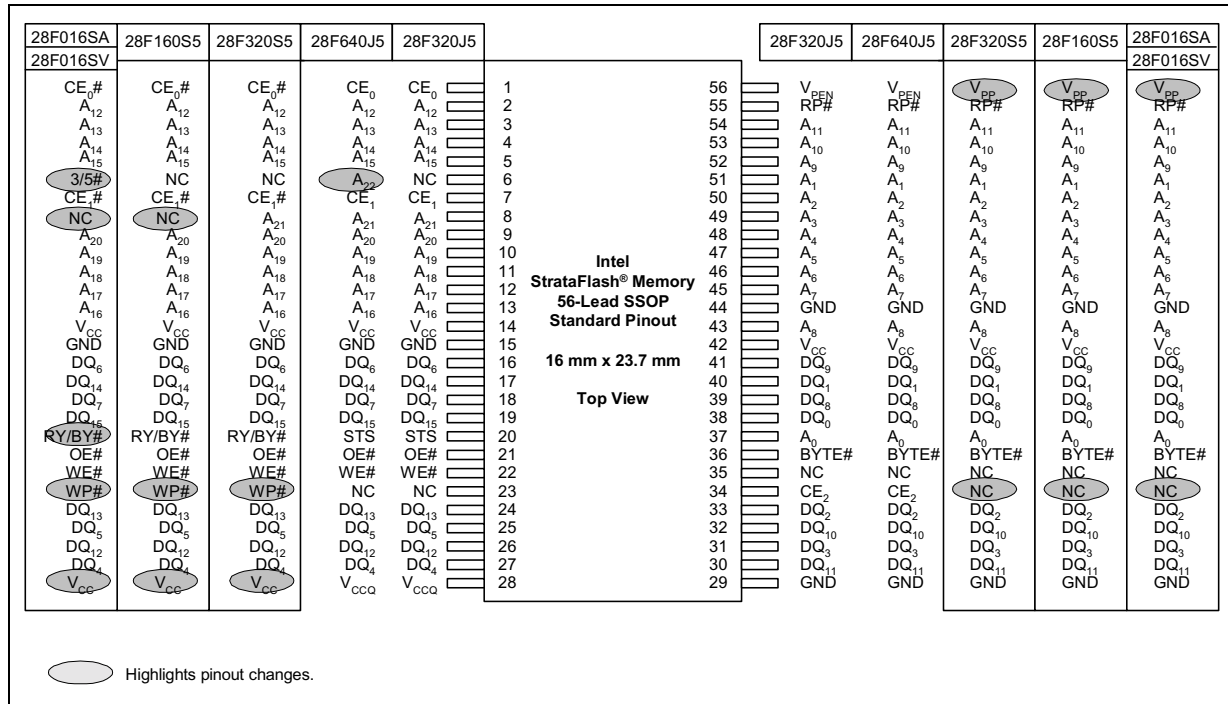 28F016SA 28F160S5 28F320S5 28F640J5 28F320J5 28F320J5 28F640J5 28F320S5 28F160S5 28F016SA
28F016SV 28F016SV
CE0# CE0# CE0# CE0 CE0 1 56 VPEN VPEN VPP VPP VPP
A12 A12 A12 A12 A12 2 55 RP# RP# RP# RP# RP#
A13 A13 A13 A13 A13 3 54 A11 A11 A11 A11 A11
A14 A14 A14 A14 A14 4 53 A10 A10 A10 A10 A10
A15 A15 A15 A15 A15 5 52 A9 A9 A9 A9 A9
3/5# NC NC A22 NC 6 51 A1 A1 A1 A1 A1
CE1# CE1# CE1# CE1 CE1 7 50 A2 A2 A2 A2 A2
NC NC A21 A21 A21 8 49 A3 A3 A3 A3 A3
A20 A20 A20 A20 A20 9 48 A4 A4 A4 A4 A4
A19 A19 A19 A19 A19 10 47 A5 A5 A5 A5 A5
A18 A18 A18 A18 A18 11 46 A6 A6 A6 A6 A6
A17 A17 A17 A17 A17 12 45 A7 A7 A7 A7 A7
A16 A16 A16 A16 A16 13 44 GND GND GND GND GND
VCC VCC VCC VCC VCC 14 43 A8 A8 A8 A8 A8
GND GND GND GND GND 15 42 VCC VCC VCC VCC VCC
DQ6 DQ6 DQ6 DQ6 DQ6 16 41 DQ9 DQ9 DQ9 DQ9 DQ9
DQ14 DQ14 DQ14 DQ14 DQ14 17 40 DQ1 DQ1 DQ1 DQ1 DQ1
DQ7 DQ7 DQ7 DQ7 DQ7 18 39 DQ8 DQ8 DQ8 DQ8 DQ8
DQ15 DQ15 DQ15 DQ15 DQ15 19 38 DQ0 DQ0 DQ0 DQ0 DQ0
RY/BY# RY/BY# RY/BY# STS STS 20 37 A0 A0 A0 A0 A0
OE# OE# OE# OE# OE# 21 36 BYTE# BYTE# BYTE# BYTE# BYTE#
WE# WE# WE# WE# WE# 22 35 NC NC NC NC NC
WP# WP# WP# NC NC 23 34 CE2 CE2 NC NC NC
DQ13 DQ13 DQ13 DQ13 DQ13 24 33 DQ2 DQ2 DQ2 DQ2 DQ2
DQ5 DQ5 DQ5 DQ5 DQ5 25 32 DQ10 DQ10 DQ10 DQ10 DQ10
DQ12 DQ12 DQ12 DQ12 DQ12 26 31 DQ3 DQ3 DQ3 DQ3 DQ3
DQ4 DQ4 DQ4 DQ4 DQ4 27 30 DQ11 DQ11 DQ11 DQ11 DQ11
VCC VCC VCC VCCQ VCCQ 28 29 GND GND GND GND GND
Intel
StrataFlash® Memory
56-Lead SSOP
Standard Pinout
16 mm x 23.7 mm
Top View
Highlights pinout changes.